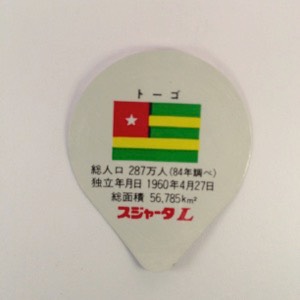 トーゴ
総人口 287万人(84年調べ)
独立年月日 1960年4月27日
総面積 56,785km²
スジャータ L